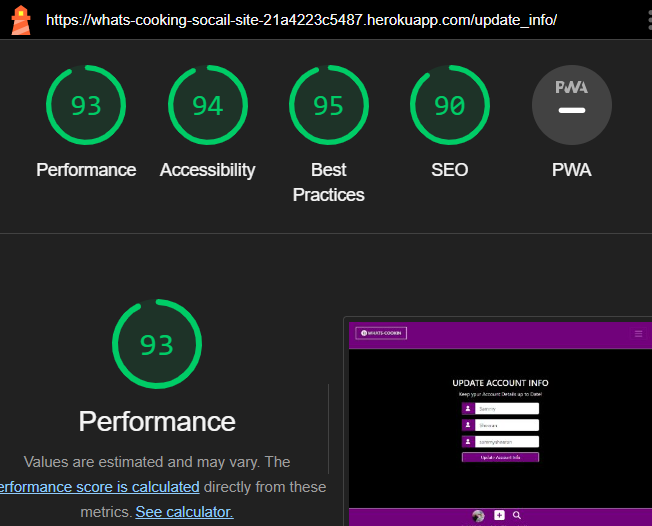 https://whats-cooking-socail-site-21a4223c5487.herokuapp.com/update_info/
93
94
95
90
PWA
Performance
Accessibility
Best
Practices
SEO
PWA
93
Performance
Values are estimated and may vary. The
erformance score is calculated directly from these
metrics. See calculator.
WHATS-COOKIN
UPDATE ACCOUNT INFO
Keep your Account Details up to Date!
Sammy
Sheeran
sammysheeran
Update Account Info